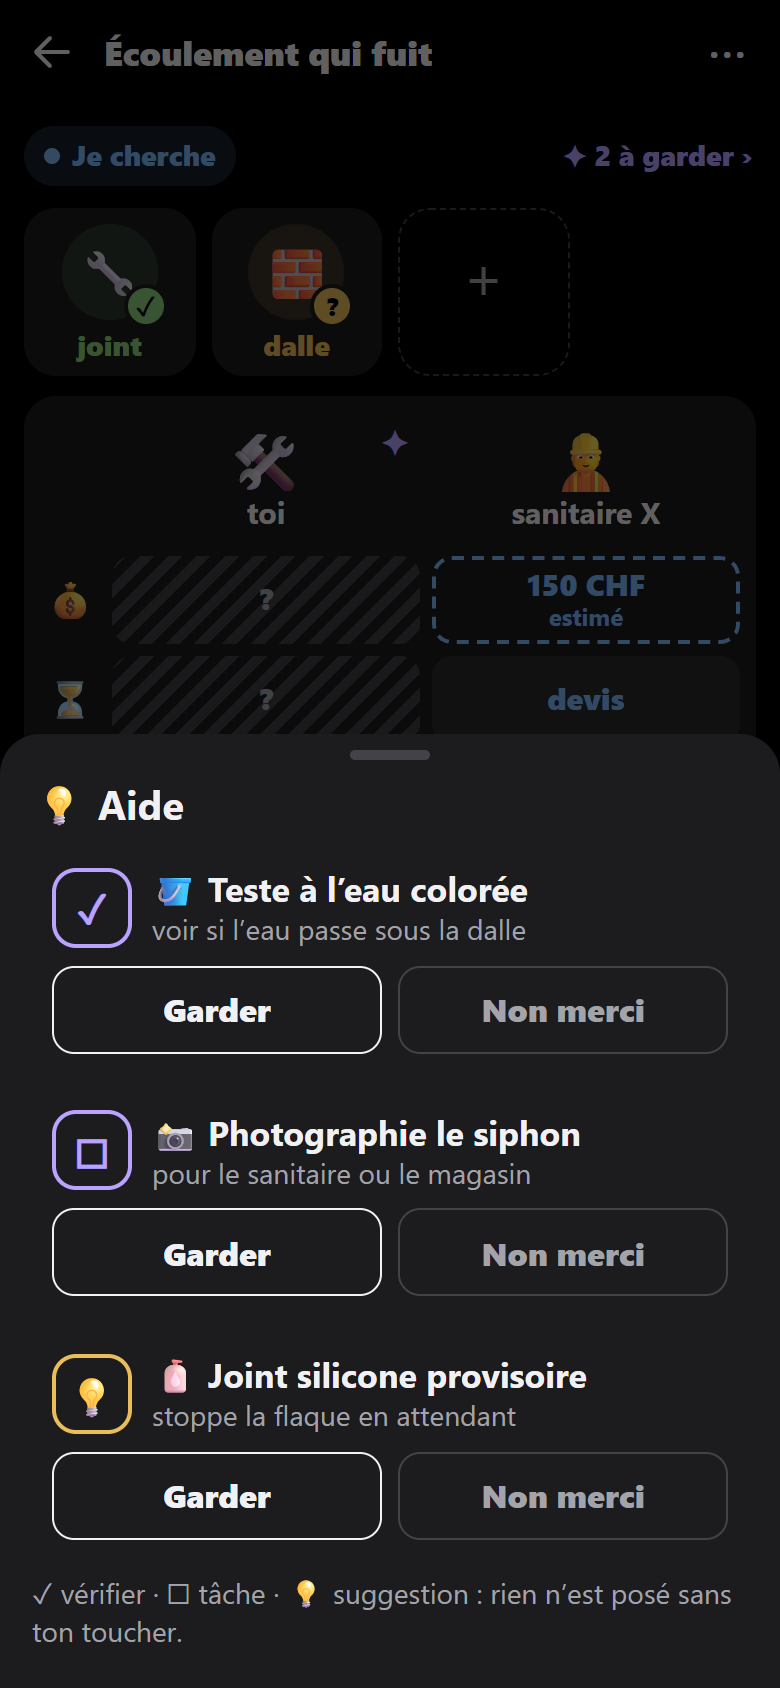 Écoulement qui fuit
Je cherche
2 à garder ›
joint
dalle
?
+
toi
sanitaire X
?
150 CHF
estimé
?
devis
Aide
Teste à l’eau colorée
voir si l’eau passe sous la dalle
Garder
Non merci
Photographie le siphon
pour le sanitaire ou le magasin
Garder
Non merci
Joint silicone provisoire
stoppe la flaque en attendant
Garder
Non merci
✓ vérifier · ☐ tâche · 💡 suggestion : rien n’est posé sans
ton toucher.